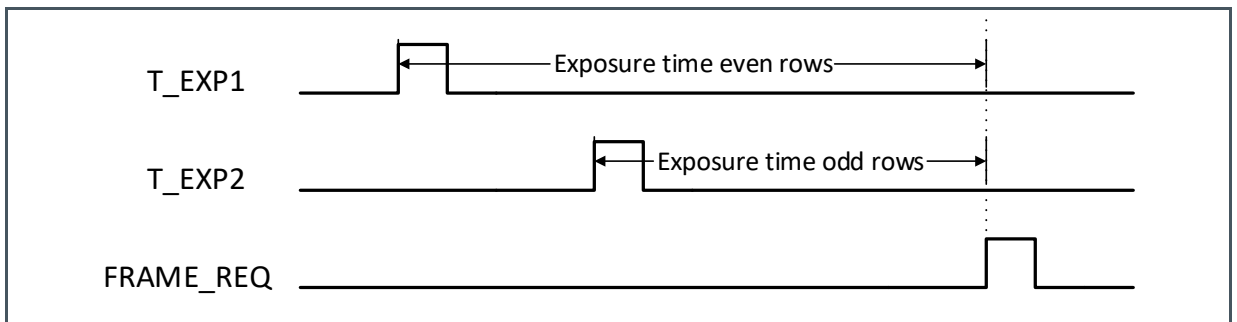 T_EXP1
Exposure time even rows
T_EXP2
Exposure time odd rows
FRAME_REQ